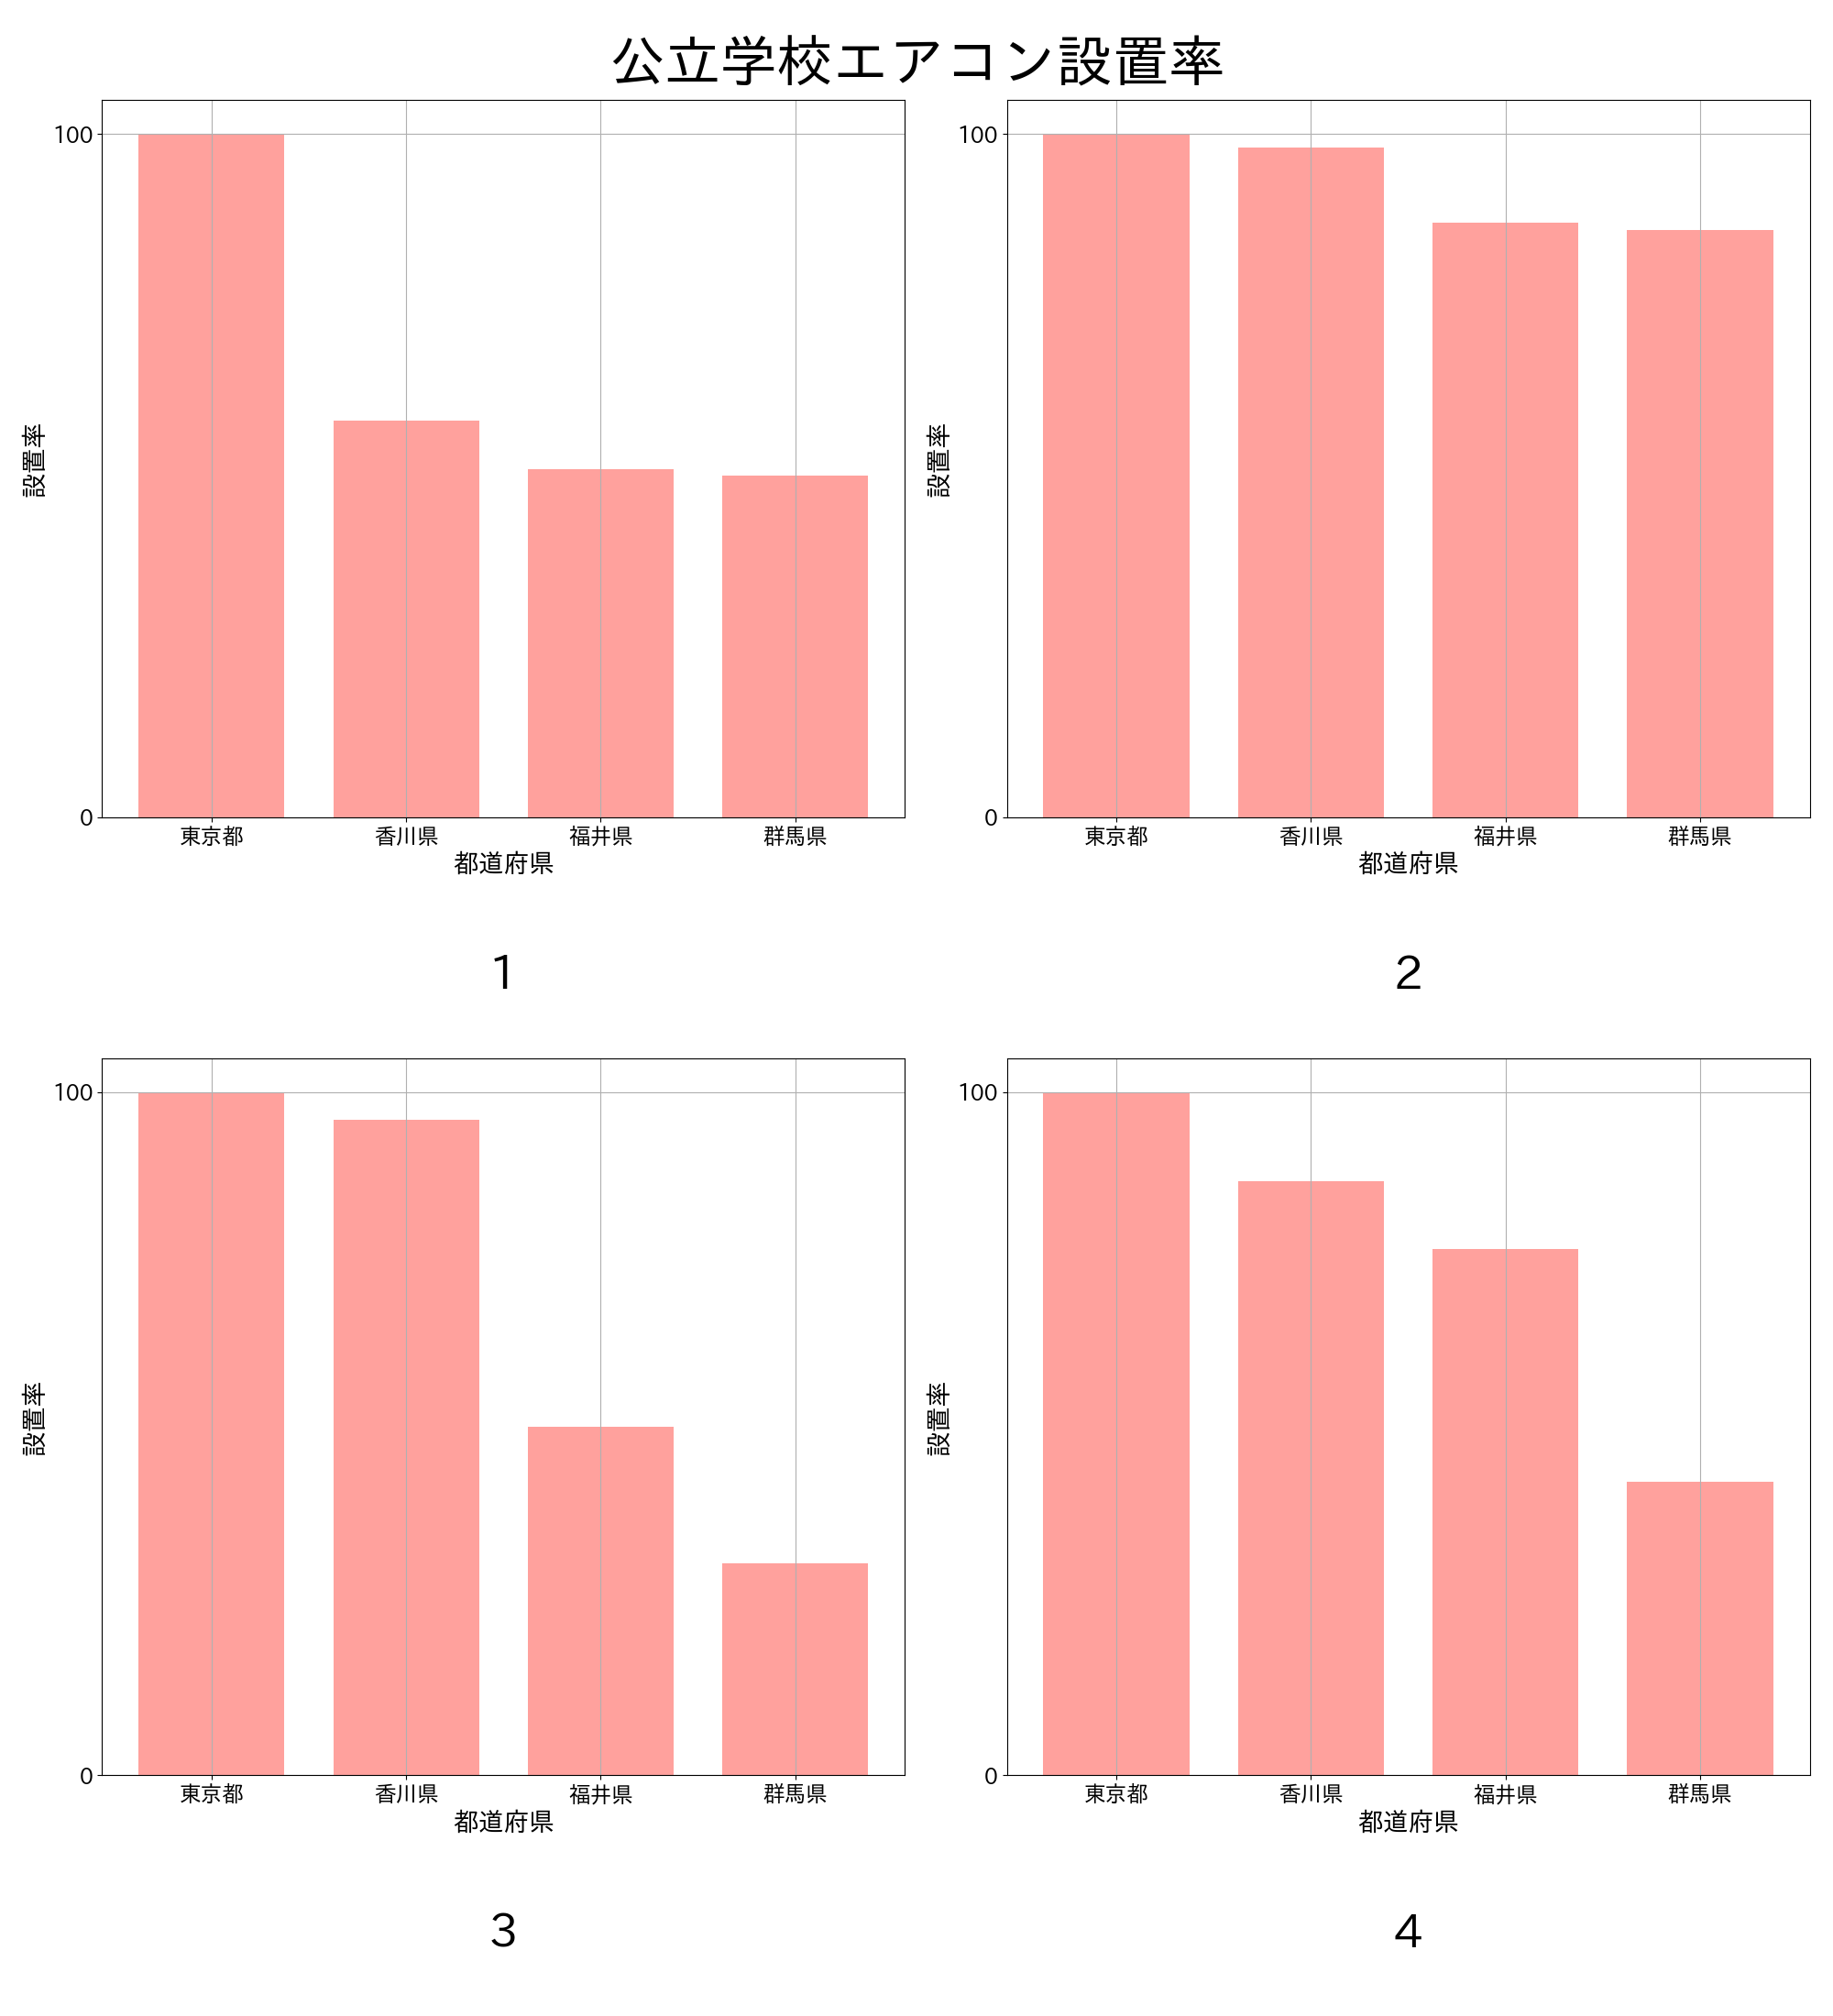 公立学校エアコン設置率
100
0
設置率
東京都 香川県 福井県 群馬県
都道府県
1
100
0
設置率
東京都 香川県 福井県 群馬県
都道府県
2
100
0
設置率
東京都 香川県 福井県 群馬県
都道府県
3
100
0
設置率
東京都 香川県 福井県 群馬県
都道府県
4